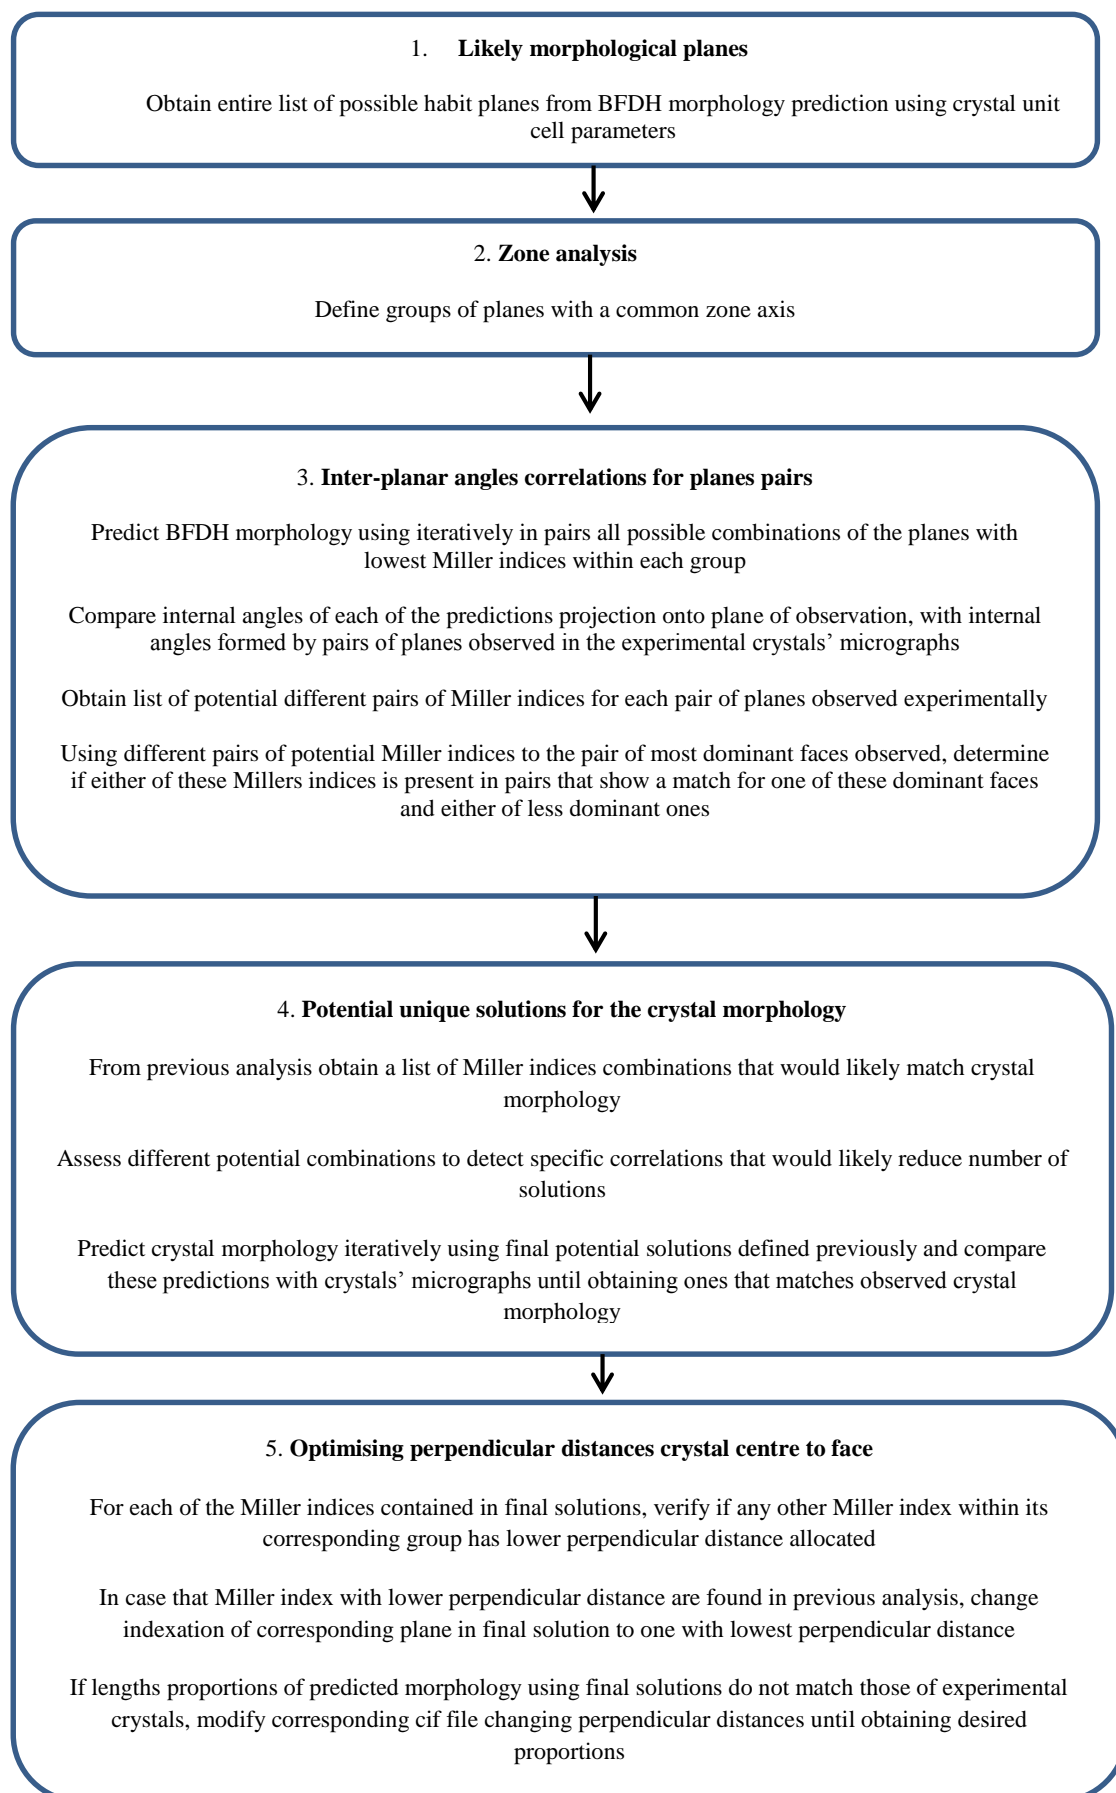 1. Likely morphological planes
Obtain entire list of possible habit planes from BFDH morphology prediction using crystal unit
cell parameters
2. Zone analysis
Define groups of planes with a common zone axis
3. Inter-planar angles correlations for planes pairs
Predict BFDH morphology using iteratively in pairs all possible combinations of the planes with
lowest Miller indices within each group
Compare internal angles of each of the predictions projection onto plane of observation, with internal
angles formed by pairs of planes observed in the experimental crystals’ micrographs
Obtain list of potential different pairs of Miller indices for each pair of planes observed experimentally
Using different pairs of potential Miller indices to the pair of most dominant faces observed, determine
if either of these Millers indices is present in pairs that show a match for one of these dominant faces
and either of less dominant ones
4. Potential unique solutions for the crystal morphology
From previous analysis obtain a list of Miller indices combinations that would likely match crystal
morphology
Assess different potential combinations to detect specific correlations that would likely reduce number of
solutions
Predict crystal morphology iteratively using final potential solutions defined previously and compare
these predictions with crystals’ micrographs until obtaining ones that matches observed crystal
morphology
5. Optimising perpendicular distances crystal centre to face
For each of the Miller indices contained in final solutions, verify if any other Miller index within its
corresponding group has lower perpendicular distance allocated
In case that Miller index with lower perpendicular distance are found in previous analysis, change
indexation of corresponding plane in final solution to one with lowest perpendicular distance
If lengths proportions of predicted morphology using final solutions do not match those of experimental
crystals, modify corresponding cif file changing perpendicular distances until obtaining desired
proportions